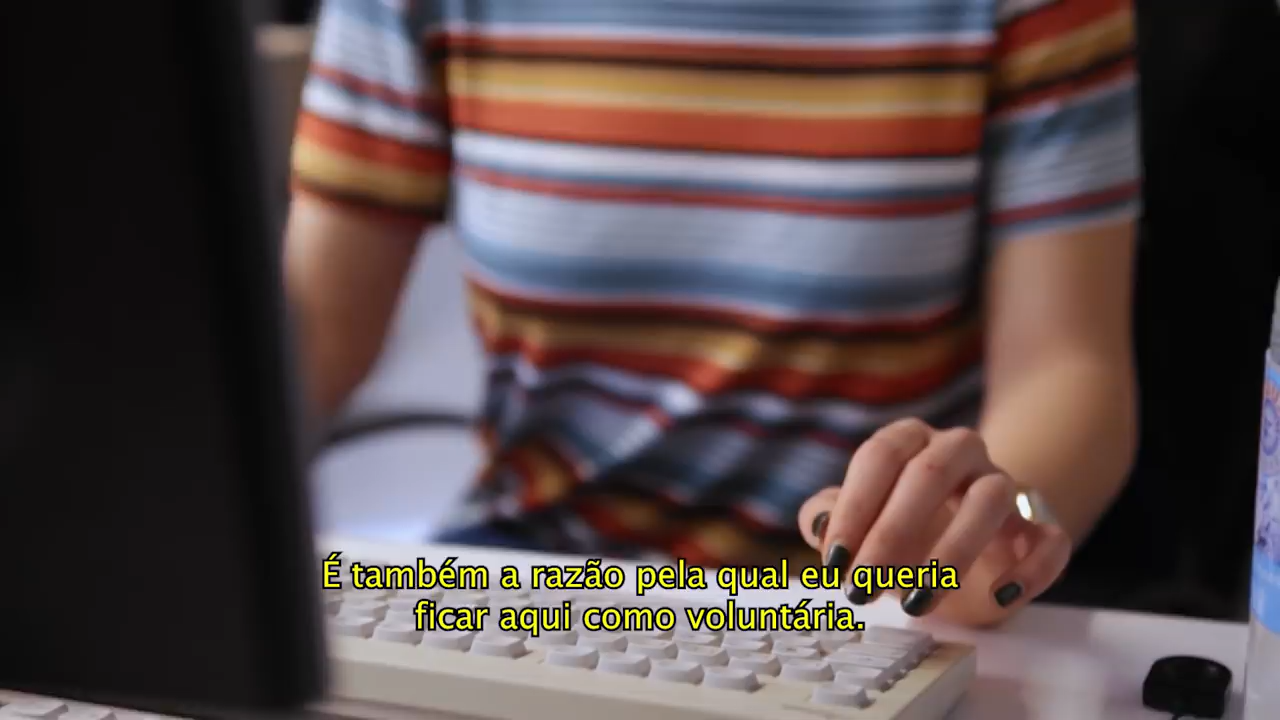 É também a razão pela qual eu queria
ficar aqui como voluntária.